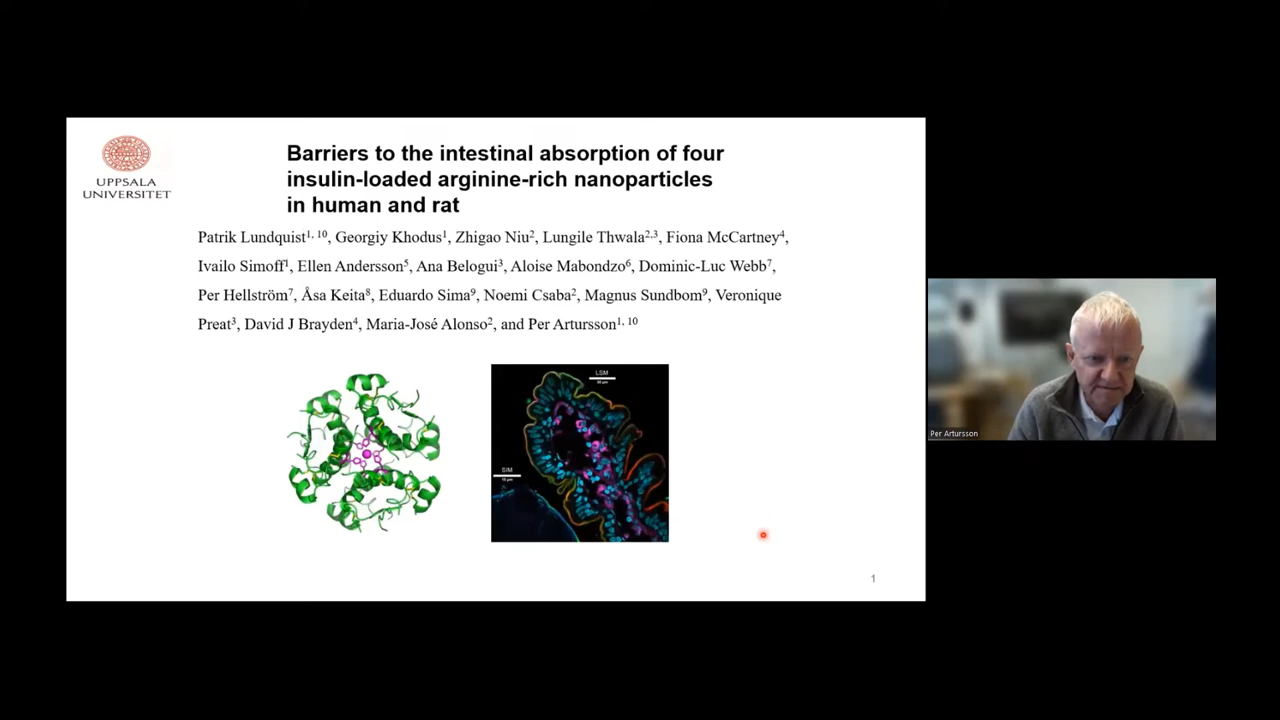 UPPSALA
UNIVERSITET
Barriers to the intestinal absorption of four
insulin-loaded arginine-rich nanoparticles
in human and rat
Patrik Lundquist1, 10, Georgiy Khodus1, Zhigao Niu2, Lungile Thwala2,3, Fiona McCartney4,
Ivailo Simoff1, Ellen Andersson5, Ana Belogui3, Aloise Mabondzo6, Dominic-Luc Webb7,
Per Hellström7, Åsa Keita8, Eduardo Sima9, Noemi Csaba2, Magnus Sundbom9, Veronique
Preat3, David J Brayden4, Maria-José Alonso2, and Per Artursson1, 10
LSM
SIM
1
Per Artursson